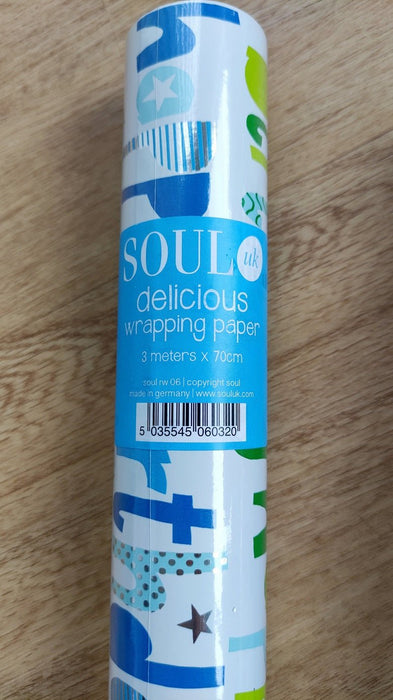 SOUL uk
delicious
wrapping paper
3 meters x 70cm
soul rw 06 | copyright soul
made in germany | www.souluk.com
5 035545 060320